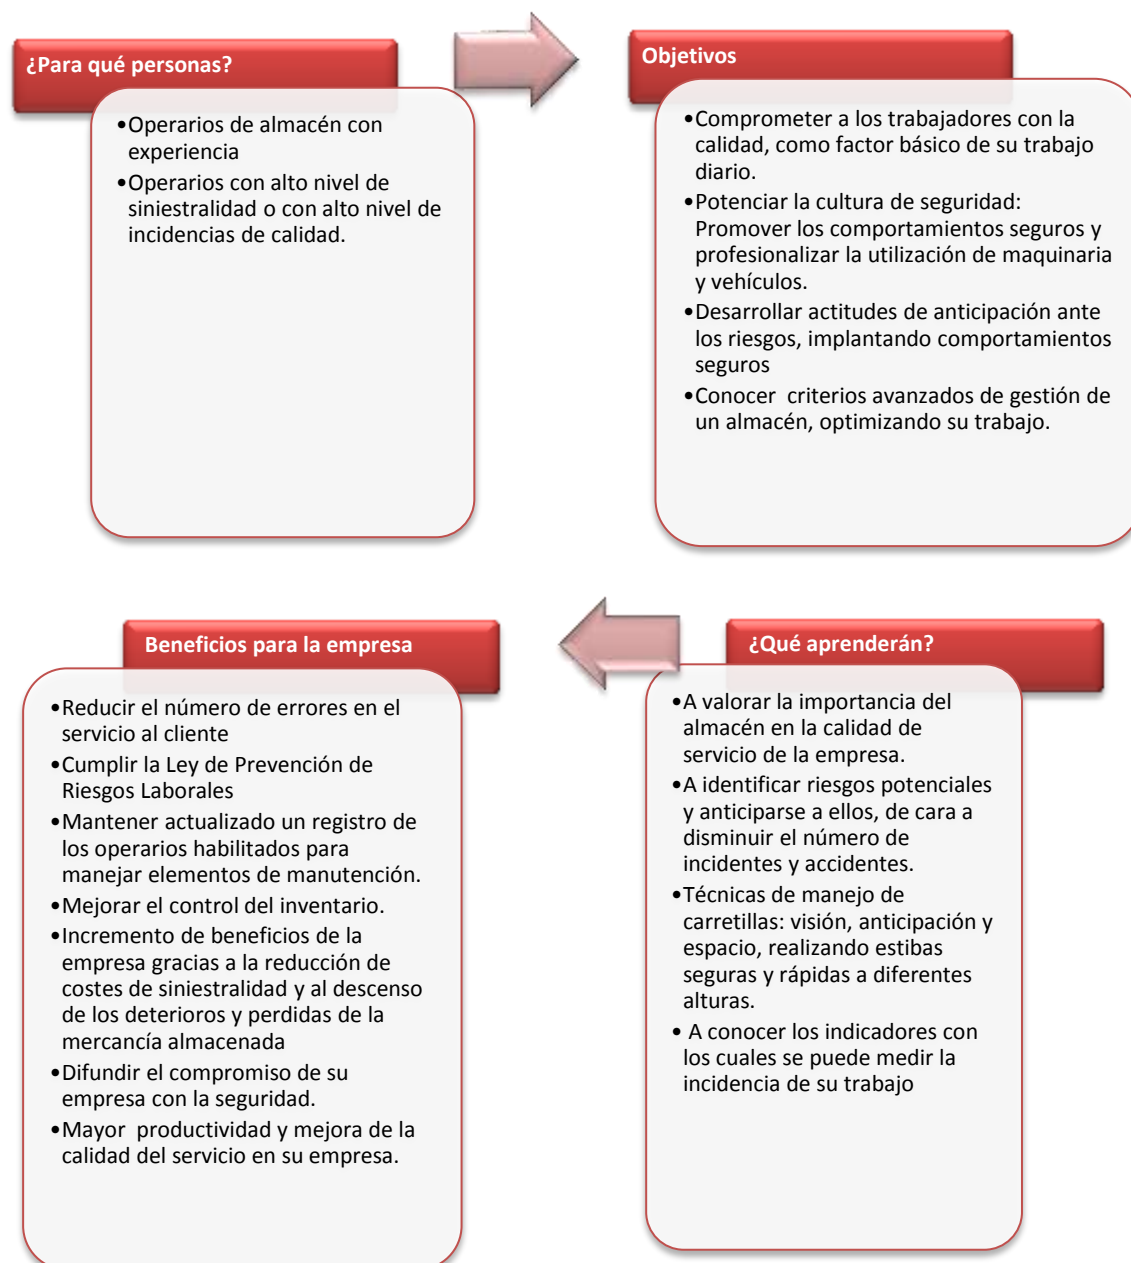 ¿Para qué personas?
•Operarios de almacén con
experiencia
•Operarios con alto nivel de
siniestralidad o con alto nivel de
incidencias de calidad.
Objetivos
•Comprometer a los trabajadores con la
calidad, como factor básico de su trabajo
diario.
•Potenciar la cultura de seguridad:
Promover los comportamientos seguros y
profesionalizar la utilización de maquinaria
y vehículos.
•Desarrollar actitudes de anticipación ante
los riesgos, implantando comportamientos
seguros
•Conocer criterios avanzados de gestión de
un almacén, optimizando su trabajo.
¿Qué aprenderán?
•A valorar la importancia del
almacén en la calidad de
servicio de la empresa.
•A identificar riesgos potenciales
y anticiparse a ellos, de cara a
disminuir el número de
incidentes y accidentes.
•Técnicas de manejo de
carretillas: visión, anticipación y
espacio, realizando estibas
seguras y rápidas a diferentes
alturas.
• A conocer los indicadores con
los cuales se puede medir la
incidencia de su trabajo
Beneficios para la empresa
•Reducir el número de errores en el
servicio al cliente
•Cumplir la Ley de Prevención de
Riesgos Laborales
•Mantener actualizado un registro de
los operarios habilitados para
manejar elementos de manutención.
•Mejorar el control del inventario.
•Incremento de beneficios de la
empresa gracias a la reducción de
costes de siniestralidad y al descenso
de los deterioros y perdidas de la
mercancía almacenada
•Difundir el compromiso de su
empresa con la seguridad.
•Mayor productividad y mejora de la
calidad del servicio en su empresa.